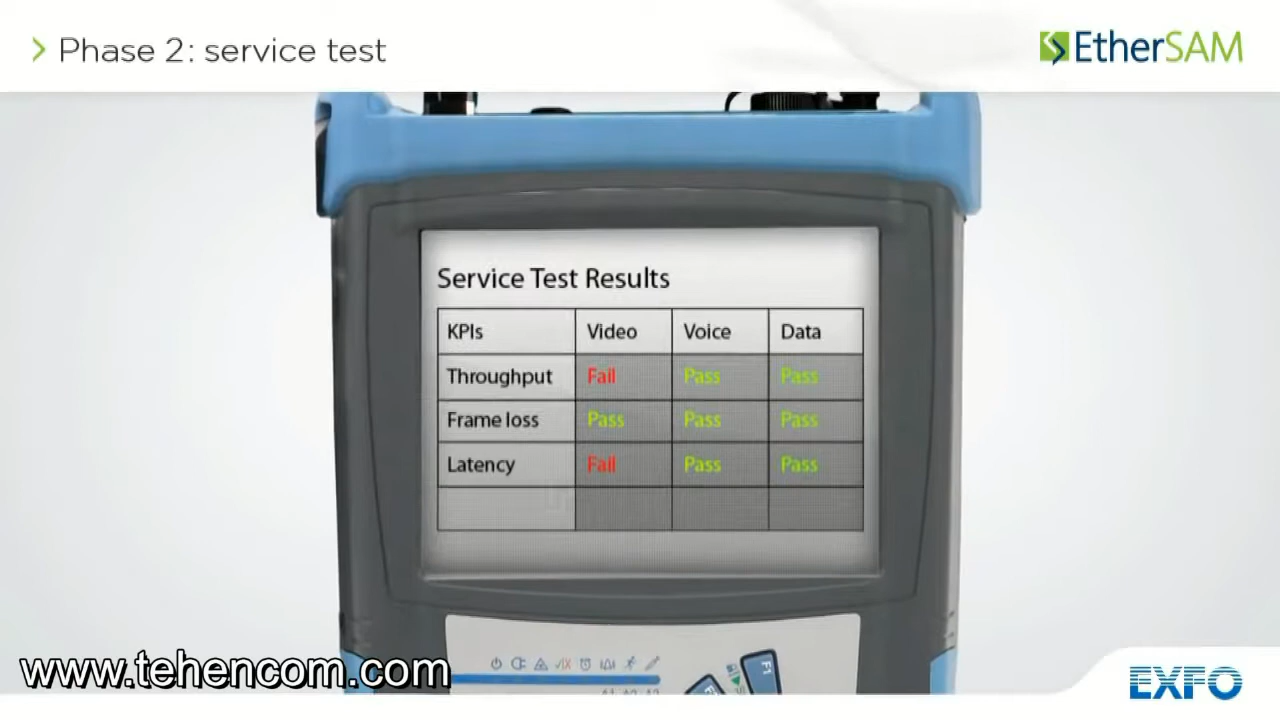 Phase 2: service test
EtherSAM
Service Test Results
KPIs Video Voice Data
Throughput Fail Pass Pass
Frame loss Pass Pass Pass
Latency Fail Pass Pass
F1
www.tehencom.com
EXFO